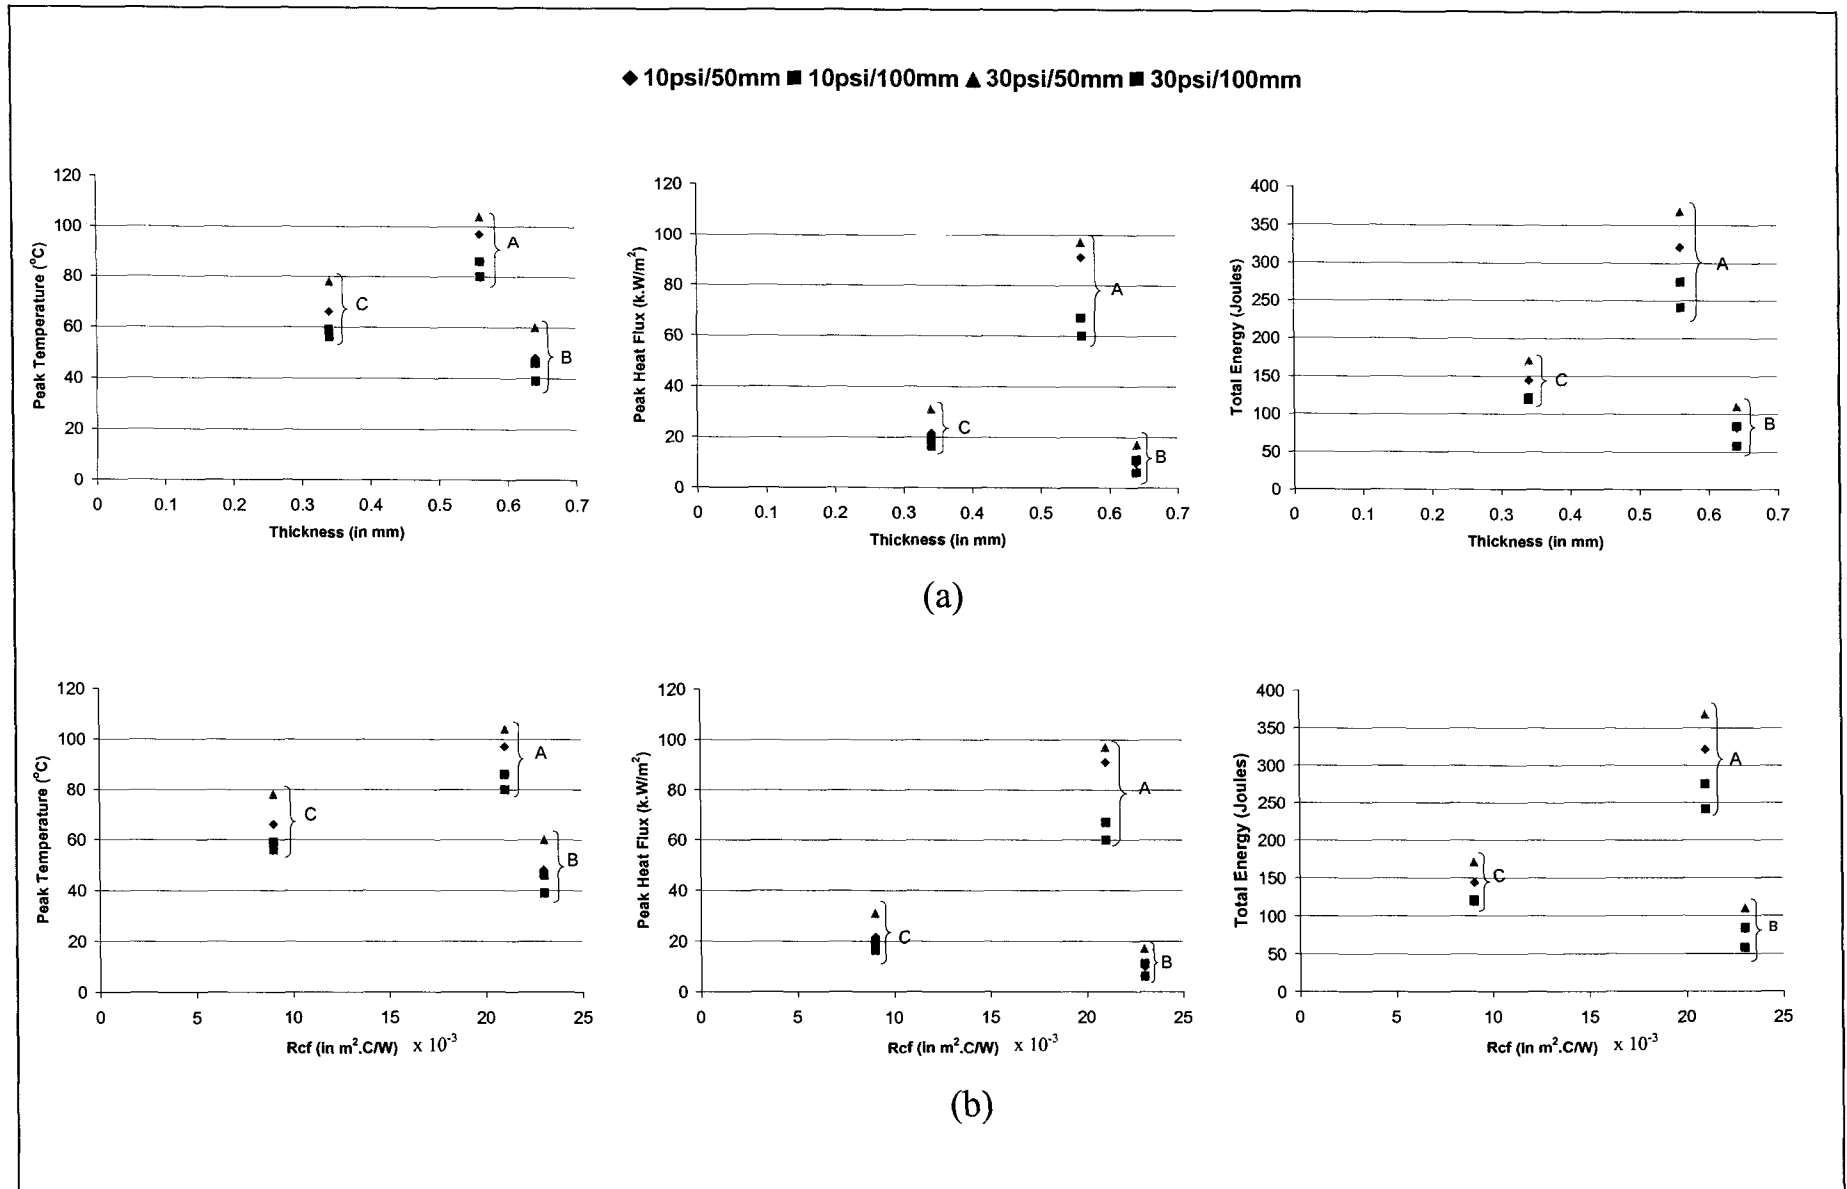 ◆ 10psi/50mm ■ 10psi/100mm ▲ 30psi/50mm ■ 30psi/100mm
Peak Temperature (°C)
120
100
80
60
40
20
0
A
C
B
0 0.1 0.2 0.3 0.4 0.5 0.6 0.7
Thickness (in mm)
Peak Heat Flux (k.W/m²)
120
100
80
60
40
20
0
A
C
B
0 0.1 0.2 0.3 0.4 0.5 0.6 0.7
Thickness (in mm)
Total Energy (Joules)
400
350
300
250
200
150
100
50
0
A
C
B
0 0.1 0.2 0.3 0.4 0.5 0.6 0.7
Thickness (in mm)
(a)
Peak Temperature (°C)
120
100
80
60
40
20
0
A
C
B
0 5 10 15 20 25
Rcf (in m².C/W) x 10⁻³
Peak Heat Flux (k.W/m²)
120
100
80
60
40
20
0
A
C
B
0 5 10 15 20 25
Rcf (in m².C/W) x 10⁻³
Total Energy (Joules)
400
350
300
250
200
150
100
50
0
A
C
B
0 5 10 15 20 25
Rcf (in m².C/W) x 10⁻³
(b)